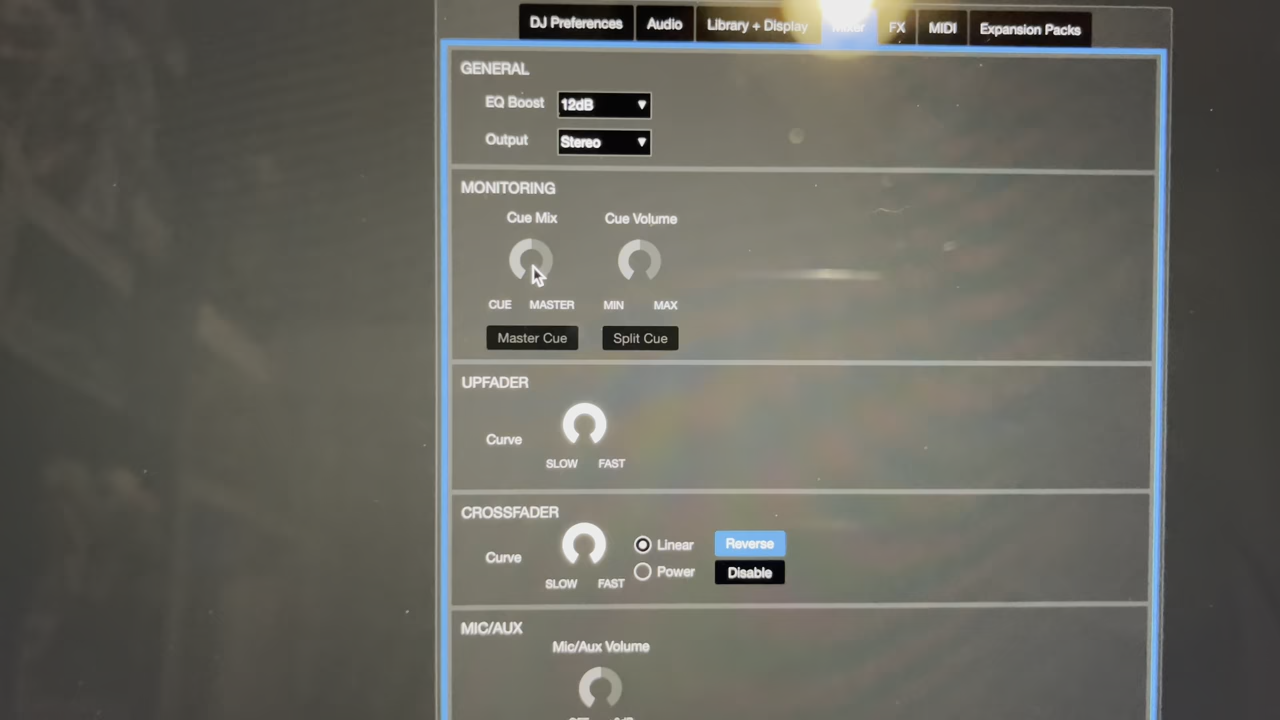 DJ Preferences Audio Library + Display Mixer FX MIDI Expansion Packs
GENERAL
EQ Boost 12dB
Output Stereo
MONITORING
Cue Mix Cue Volume
CUE MASTER MIN MAX
Master Cue Split Cue
UPFADER
Curve
SLOW FAST
CROSSFADER
Linear Reverse
Curve
Power Disable
SLOW FAST
MIC/AUX
Mic/Aux Volume